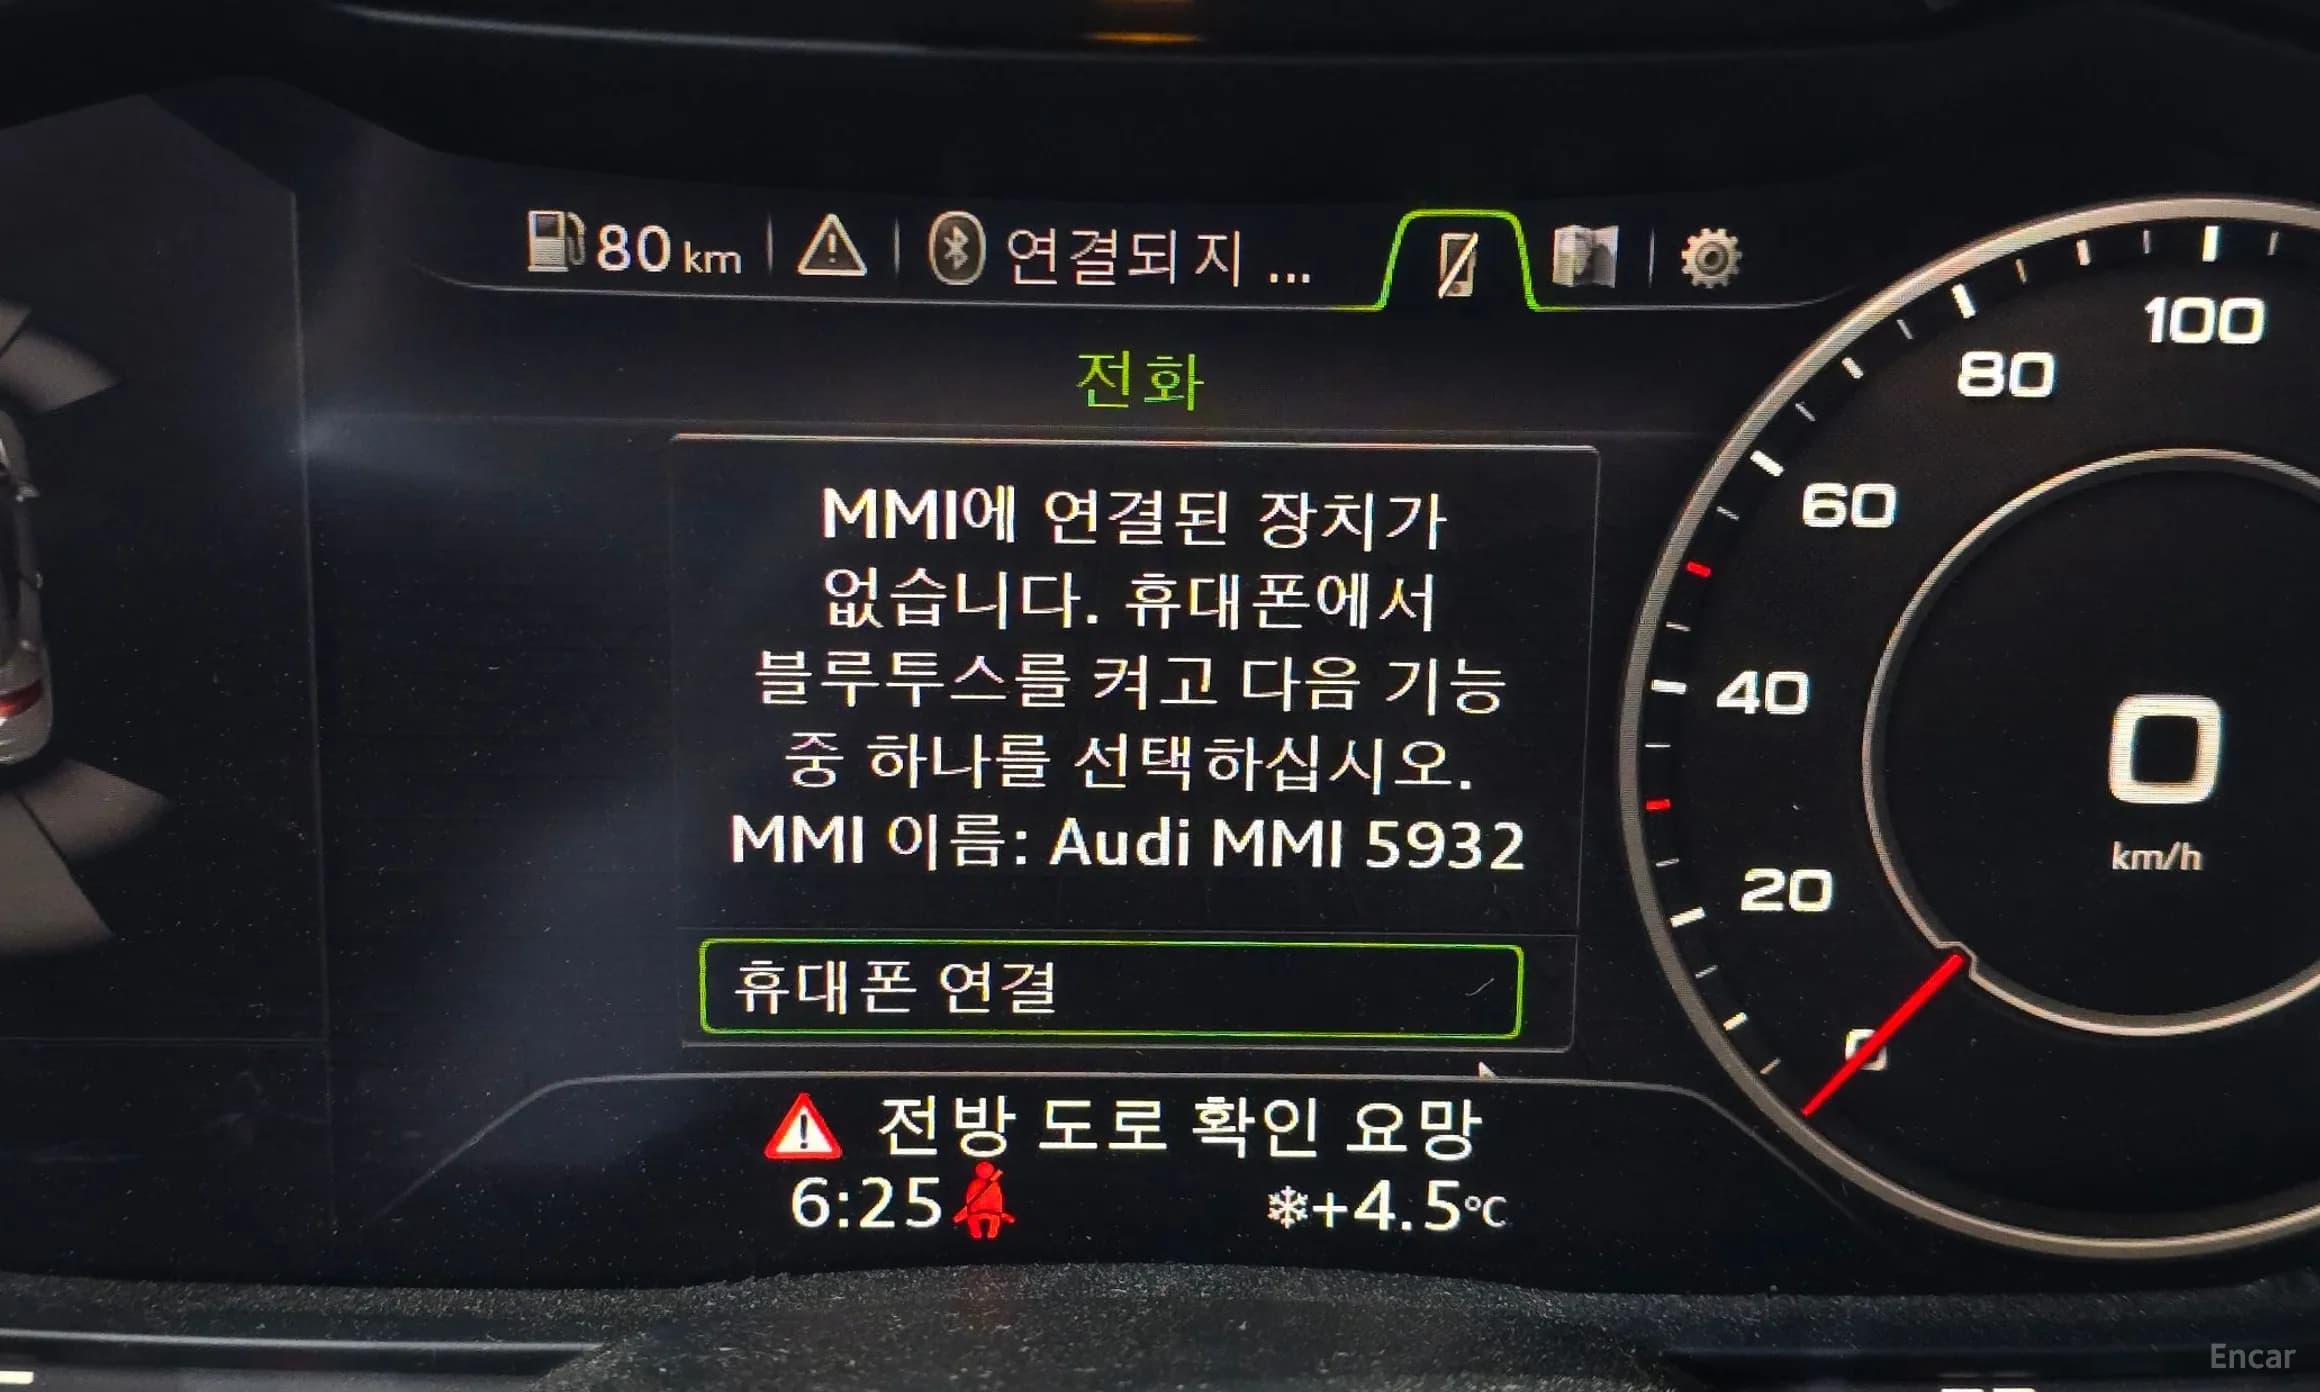 80 km
연결되지 ...
전화
MMI에 연결된 장치가
없습니다. 휴대폰에서
블루투스를 켜고 다음 기능
중 하나를 선택하십시오.
MMI 이름: Audi MMI 5932
휴대폰 연결
전방 도로 확인 요망
6:25
+4.5°C
100
80
60
40
20
0
0
km/h
Encar